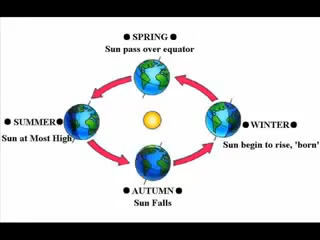 ● SPRING ●
Sun pass over equator
● SUMMER ●
Sun at Most High
● WINTER ●
Sun begin to rise, 'born'
● AUTUMN ●
Sun Falls